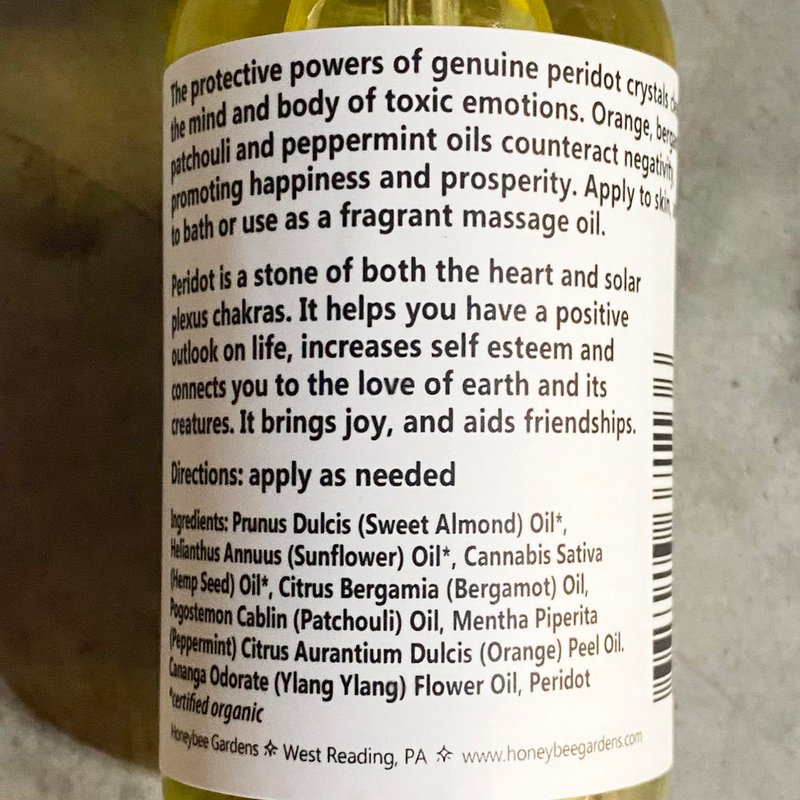 The protective powers of genuine peridot crystals
the mind and body of toxic emotions. Orange,
patchouli and peppermint oils counteract negativity
promoting happiness and prosperity. Apply to skin,
to bath or use as a fragrant massage oil.
Peridot is a stone of both the heart and solar
plexus chakras. It helps you have a positive
outlook on life, increases self esteem and
connects you to the love of earth and its
creatures. It brings joy, and aids friendships.
Directions: apply as needed
Ingredients: Prunus Dulcis (Sweet Almond) Oil*,
Helianthus Annuus (Sunflower) Oil*, Cannabis Sativa
(Hemp Seed) Oil*, Citrus Bergamia (Bergamot) Oil,
Pogostemon Cablin (Patchouli) Oil, Mentha Piperita
(Peppermint) Citrus Aurantium Dulcis (Orange) Peel Oil.
Cananga Odorate (Ylang Ylang) Flower Oil, Peridot
*certified organic
Honeybee Gardens ✧ West Reading, PA ✧ www.honeybeegardens.com